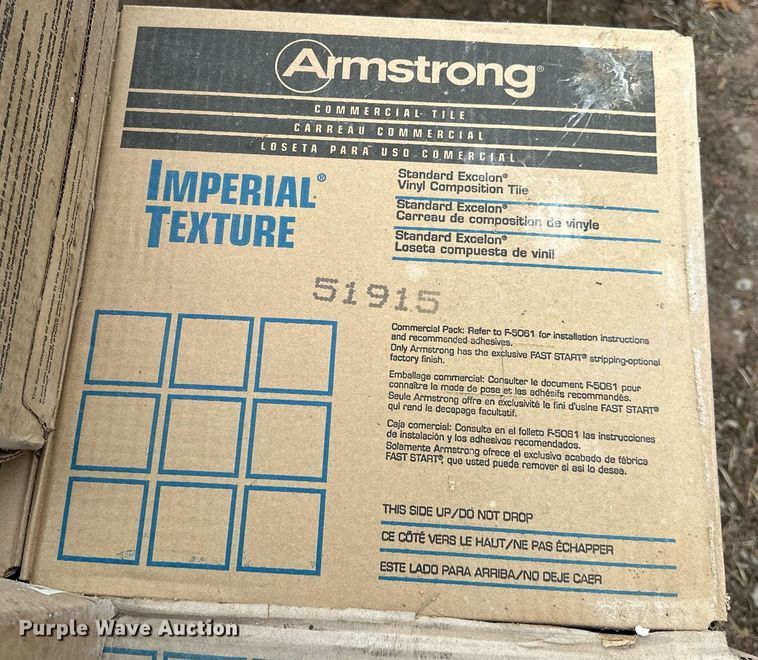 Armstrong®
COMMERCIAL TILE
CARREAU COMMERCIAL
LOSETA PARA USO COMERCIAL
IMPERIAL®
TEXTURE
Standard Excelon®
Vinyl Composition Tile
Standard Excelon®
Carreau de composition de vinyle
Standard Excelon®
Loseta compuesta de vinil
51915
Commercial Pack: Refer to F-5061 for installation instructions
and recommended adhesives.
Only Armstrong has the exclusive FAST START® stripping-optional
factory finish.
Emballage commercial: Consulter le document F-5061 pour
connaître le mode de pose et les adhésifs recommandés.
Seule Armstrong offre en exclusivité le fini d'usine FAST START®
qui rend le decapage facultatif.
Caja comercial: Consulte en el folleto F-5061 las instrucciones
de instalación y los adhesivos recomendados.
Solamente Armstrong ofrece el exclusivo acabado de fábrica
FAST START®, que usted puede remover si asi lo desea.
THIS SIDE UP/DO NOT DROP
CE CÔTÉ VERS LE HAUT/NE PAS ÉCHAPPER
ESTE LADO PARA ARRIBA/NO DEJE CAER
Purple Wave Auction